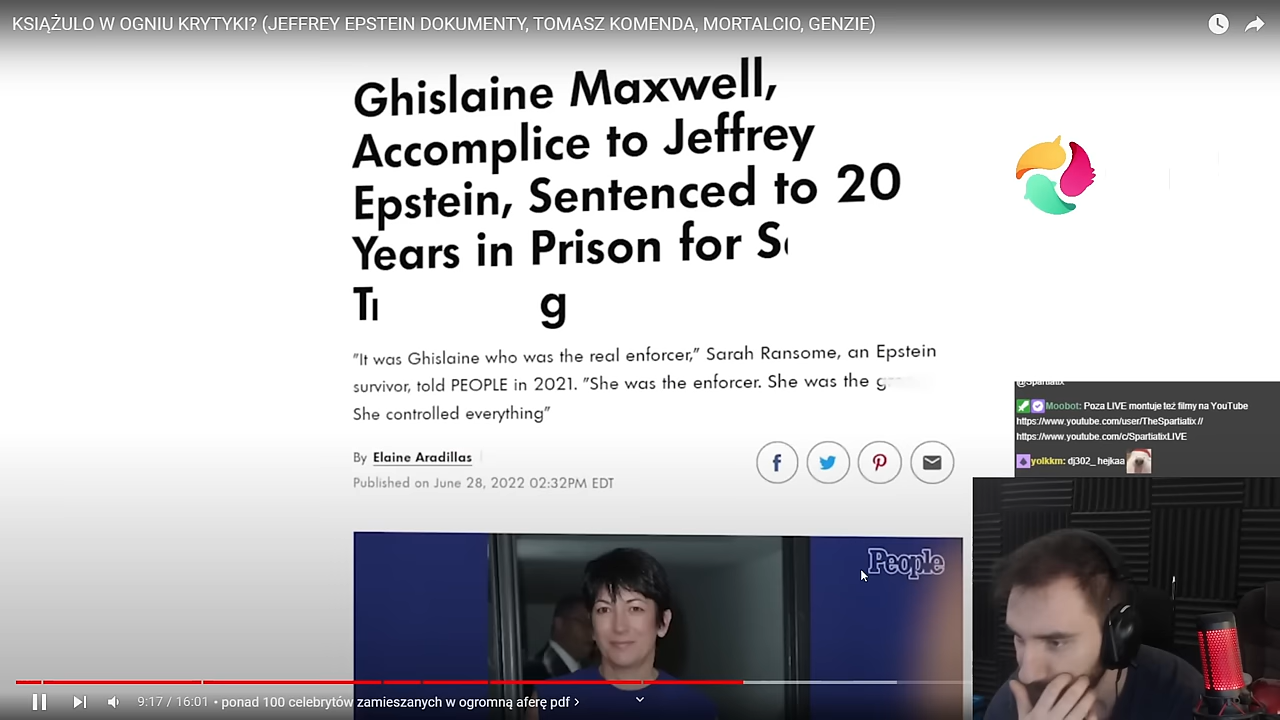 KSIĄŻULO W OGNIU KRYTYKI? (JEFFREY EPSTEIN DOKUMENTY, TOMASZ KOMENDA, MORTALCIO, GENZIE)
Ghislaine Maxwell,
Accomplice to Jeffrey
Epstein, Sentenced to 20
Years in Prison for
"It was Ghislaine who was the real enforcer," Sarah Ransome, an Epstein
survivor, told PEOPLE in 2021. "She was the enforcer. She was the
She controlled everything"
By Elaine Aradillas
Published on June 28, 2022 02:32PM EDT
People
@Spartiatix
Moobot: Poza LIVE montuje też filmy na YouTube
https://www.youtube.com/user/TheSpartiatix //
https://www.youtube.com/c/SpartiatixLIVE
yolkkm: dj302_ hejkaa
9:17 / 16:01 • ponad 100 celebrytów zamieszanych w ogromną aferę pdf >